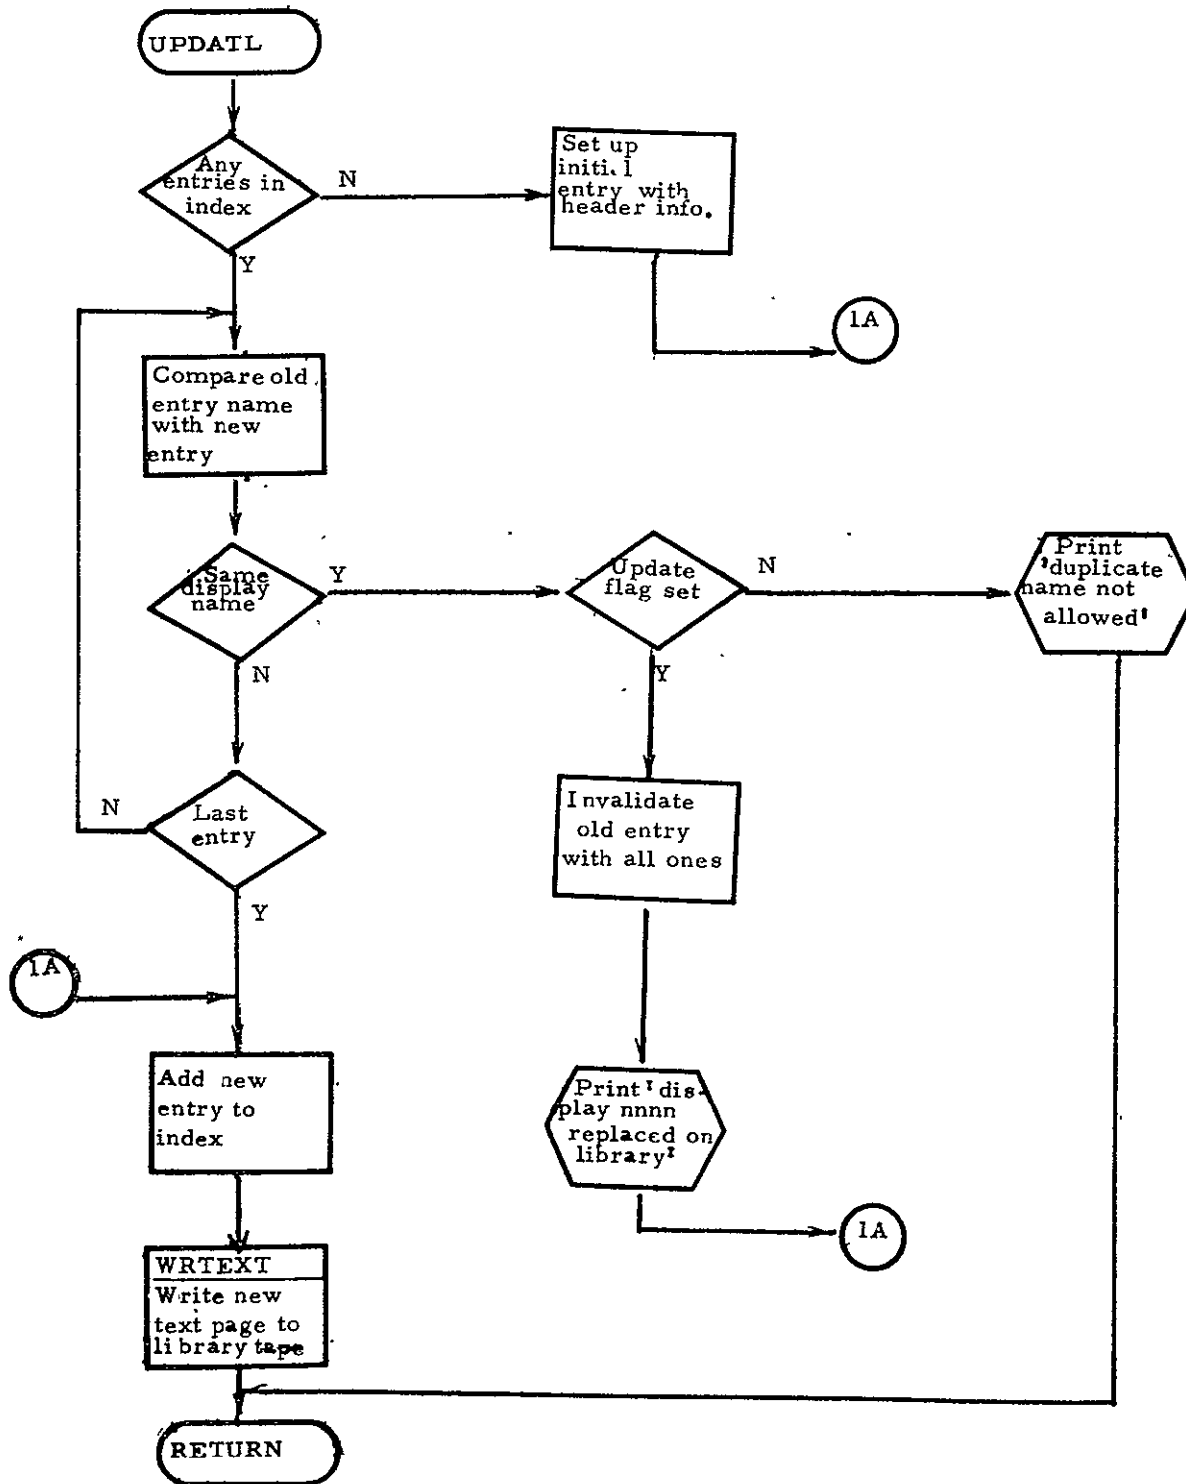 UPDATL
Any
entries in
index
N
Set up
initi.l
entry with
header info.
Y
1A
Compare old
entry name
with new
entry
Same
display
name
Y
Update
flag set
N
Print
'duplicate
name not
allowed'
N
Y
Last
entry
N
Invalidate
old entry
with all ones
Y
1A
Add new
entry to
index
Print 'dis-
play nnnn
replaced on
library'
1A
WRTEXT
Write new
text page to
library tape
RETURN